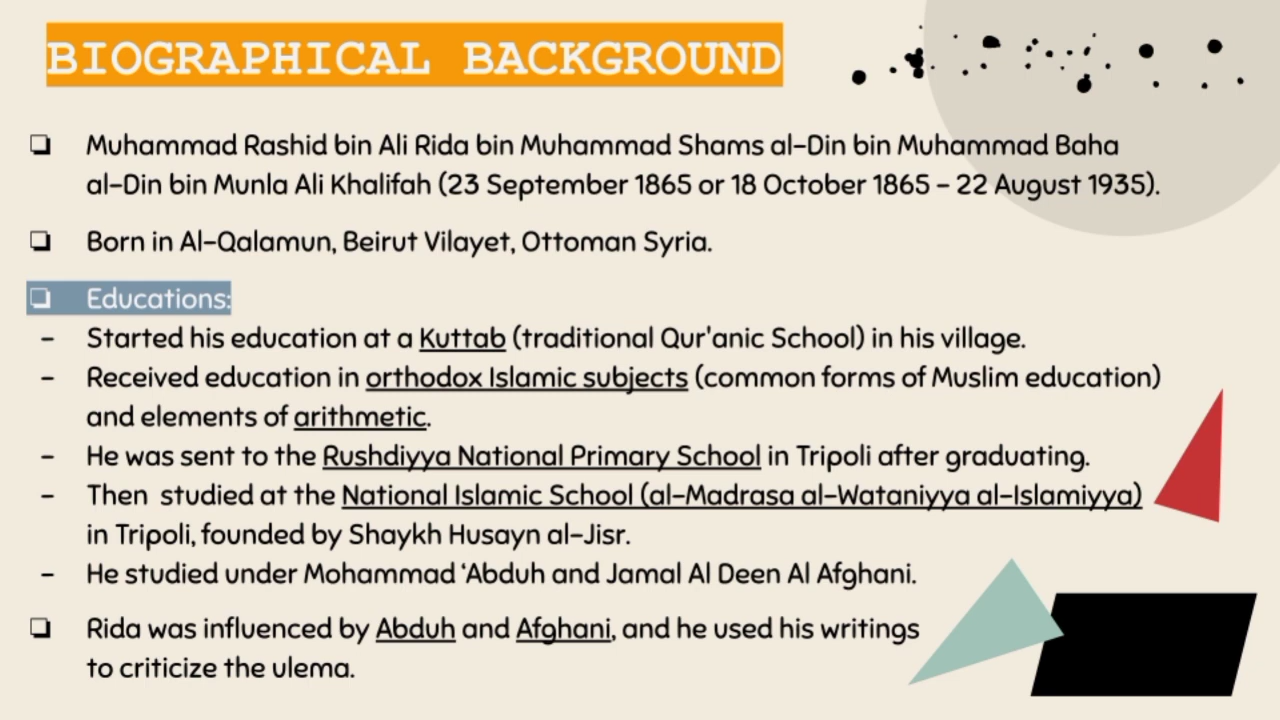 BIOGRAPHICAL BACKGROUND
❏ Muhammad Rashid bin Ali Rida bin Muhammad Shams al-Din bin Muhammad Baha
al-Din bin Munla Ali Khalifah (23 September 1865 or 18 October 1865 - 22 August 1935).
❏ Born in Al-Qalamun, Beirut Vilayet, Ottoman Syria.
❏ Educations:
- Started his education at a Kuttab (traditional Qur'anic School) in his village.
- Received education in orthodox Islamic subjects (common forms of Muslim education)
and elements of arithmetic.
- He was sent to the Rushdiyya National Primary School in Tripoli after graduating.
- Then studied at the National Islamic School (al-Madrasa al-Wataniyya al-Islamiyya)
in Tripoli, founded by Shaykh Husayn al-Jisr.
- He studied under Mohammad ‘Abduh and Jamal Al Deen Al Afghani.
❏ Rida was influenced by Abduh and Afghani, and he used his writings
to criticize the ulema.